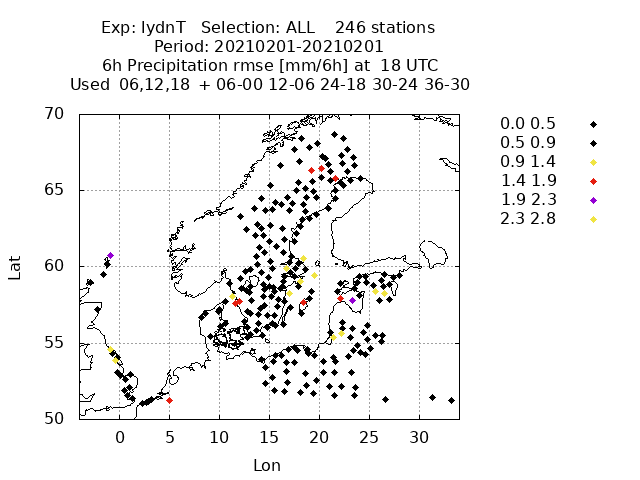 Exp: lydnT   Selection: ALL    246 stations
Period: 20210201-20210201
6h Precipitation rmse [mm/6h] at  18 UTC
Used  06,12,18  + 06-00 12-06 24-18 30-24 36-30
70
65
60
55
50
Lat
0 5 10 15 20 25 30
Lon
0.0 0.5
0.5 0.9
0.9 1.4
1.4 1.9
1.9 2.3
2.3 2.8